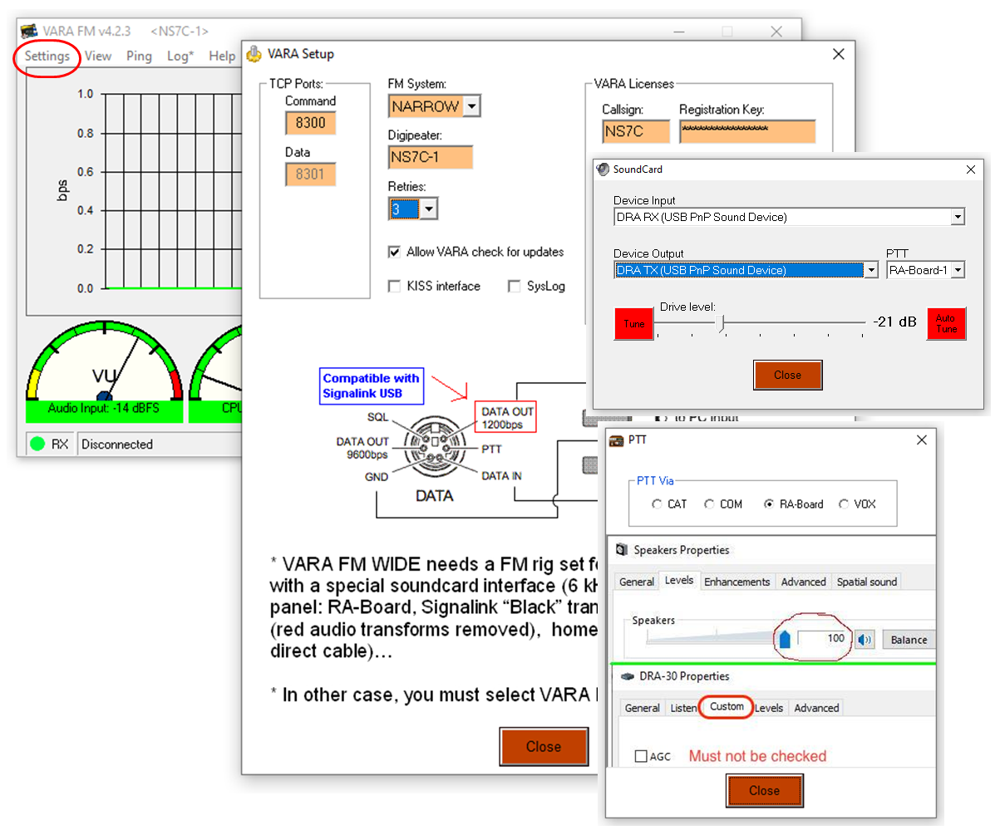 VARA FM v4.2.3 <NS7C-1>
Settings View Ping Log* Help
1.0
0.8
0.6
0.4
0.2
0.0
bps
VU
Audio Input: -14 dBFS
CPU
RX Disconnected
VARA Setup
TCP Ports:
Command
8300
Data
8301
FM System:
NARROW
Digipeater:
NS7C-1
Retries:
3
Allow VARA check for updates
KISS interface SysLog
VARA Licenses
Callsign: Registration Key:
NS7C *****************
Compatible with
Signalink USB
SQL
DATA OUT
9600bps
GND
DATA OUT
1200bps
PTT
DATA IN
DATA
to PC Input
* VARA FM WIDE needs a FM rig set f
with a special soundcard interface (6 kH
panel: RA-Board, Signalink “Black” tran
(red audio transforms removed), home
direct cable)…
* In other case, you must select VARA
Close
SoundCard
Device Input
DRA RX (USB PnP Sound Device)
Device Output PTT
DRA TX (USB PnP Sound Device) RA-Board-1
Drive level:
Tune -21 dB Auto
Tune
Close
PTT
PTT Via
CAT COM RA-Board VOX
Speakers Properties
General Levels Enhancements Advanced Spatial sound
Speakers
100 Balance
DRA-30 Properties
General Listen Custom Levels Advanced
AGC Must not be checked
Close